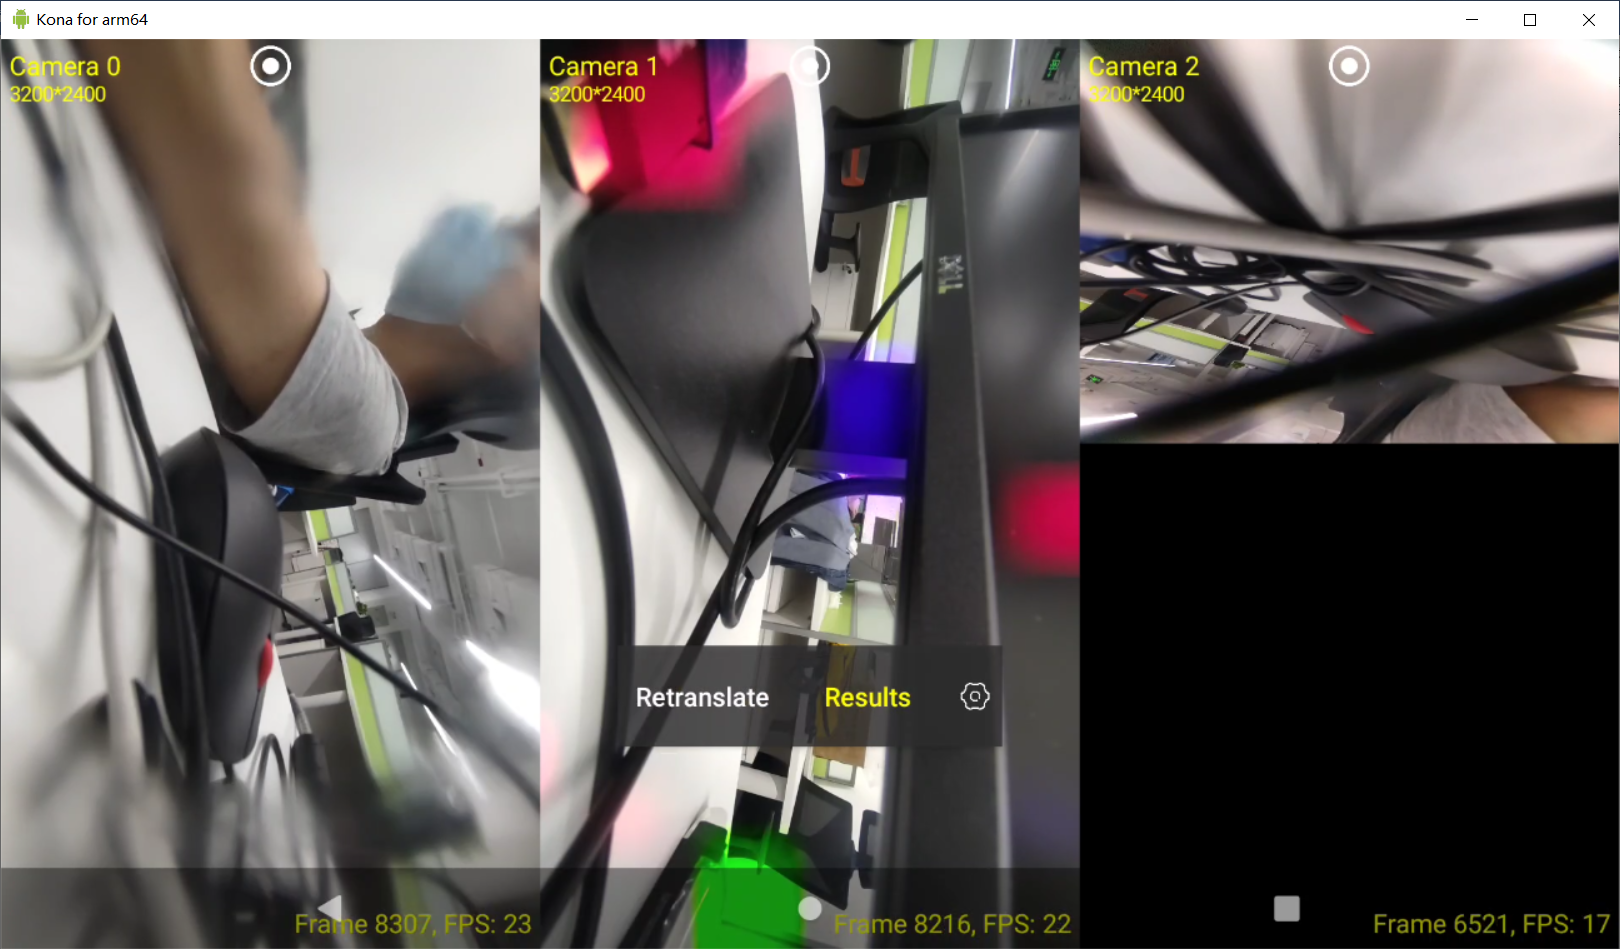 Kona for arm64
Camera 0
3200*2400
Camera 1
3200*2400
Camera 2
3200*2400
Retranslate
Results
Frame 8307, FPS: 23
Frame 8216, FPS: 22
Frame 6521, FPS: 17